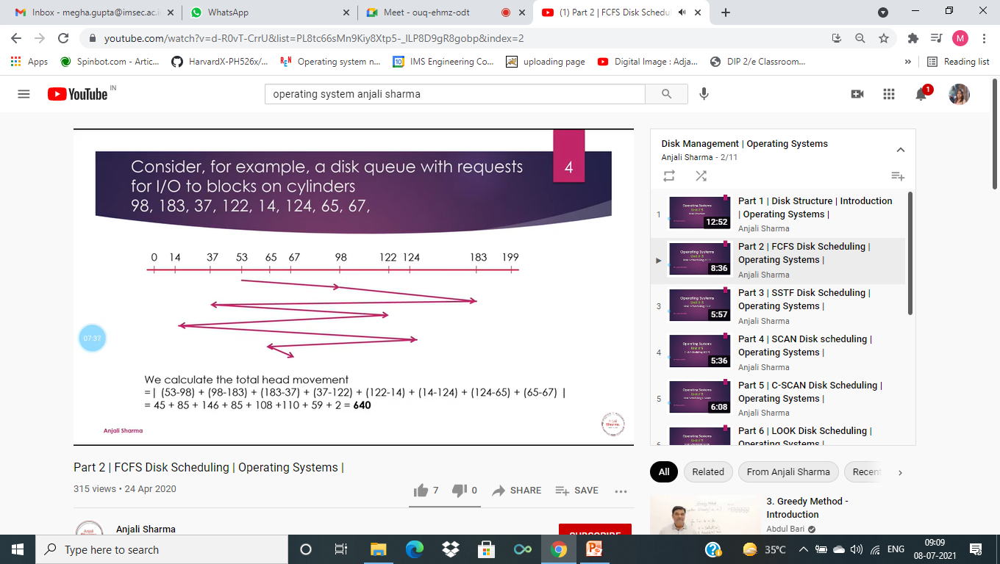 Inbox - megha.gupta@imsec.ac.i
WhatsApp
Meet - ouq-ehmz-odt
(1) Part 2 | FCFS Disk Schedul
youtube.com/watch?v=d-R0vT-CrrU&list=PL8tc66sMn9Kiy8Xtp5-_lLP8D9gR8gobp&index=2
M
Apps
Spinbot.com - Artic...
HarvardX-PH526x/...
Operating system n...
IMS Engineering Co...
uploading page
Digital Image : Adja...
DIP 2/e Classroom...
Reading list
YouTube IN
operating system anjali sharma
1
4
Consider, for example, a disk queue with requests
for I/O to blocks on cylinders
98, 183, 37, 122, 14, 124, 65, 67,
0 14 37 53 65 67 98 122 124 183 199
07:37
We calculate the total head movement
= | (53-98) + (98-183) + (183-37) + (37-122) + (122-14) + (14-124) + (124-65) + (65-67) |
= 45 + 85 + 146 + 85 + 108 +110 + 59 + 2 = 640
Anjali Sharma
Part 2 | FCFS Disk Scheduling | Operating Systems |
315 views • 24 Apr 2020
7
0
SHARE
SAVE
Anjali Sharma
SUBSCRIBE
Disk Management | Operating Systems
Anjali Sharma - 2/11
1
12:52
Part 1 | Disk Structure | Introduction
| Operating Systems |
Anjali Sharma
8:36
Part 2 | FCFS Disk Scheduling |
Operating Systems |
Anjali Sharma
3
5:57
Part 3 | SSTF Disk Scheduling |
Operating Systems |
Anjali Sharma
4
5:36
Part 4 | SCAN Disk scheduling |
Operating Systems |
Anjali Sharma
5
6:08
Part 5 | C-SCAN Disk Scheduling |
Operating Systems |
Anjali Sharma
Part 6 | LOOK Disk Scheduling |
Operating Systems |
All
Related
From Anjali Sharma
Recent
3. Greedy Method -
Introduction
Abdul Bari
Type here to search
35°C
ENG
09:09
08-07-2021